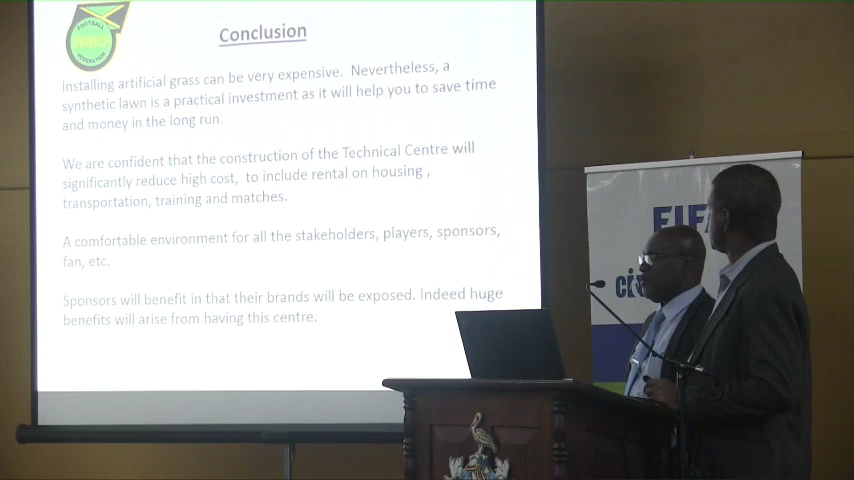 FOOTBALL
JAMAICA
FEDERATION
Conclusion
Installing artificial grass can be very expensive. Nevertheless, a
synthetic lawn is a practical investment as it will help you to save time
and money in the long run.
We are confident that the construction of the Technical Centre will
significantly reduce high cost, to include rental on housing ,
transportation, training and matches.
A comfortable environment for all the stakeholders, players, sponsors,
fan, etc.
Sponsors will benefit in that their brands will be exposed. Indeed huge
benefits will arise from having this centre.